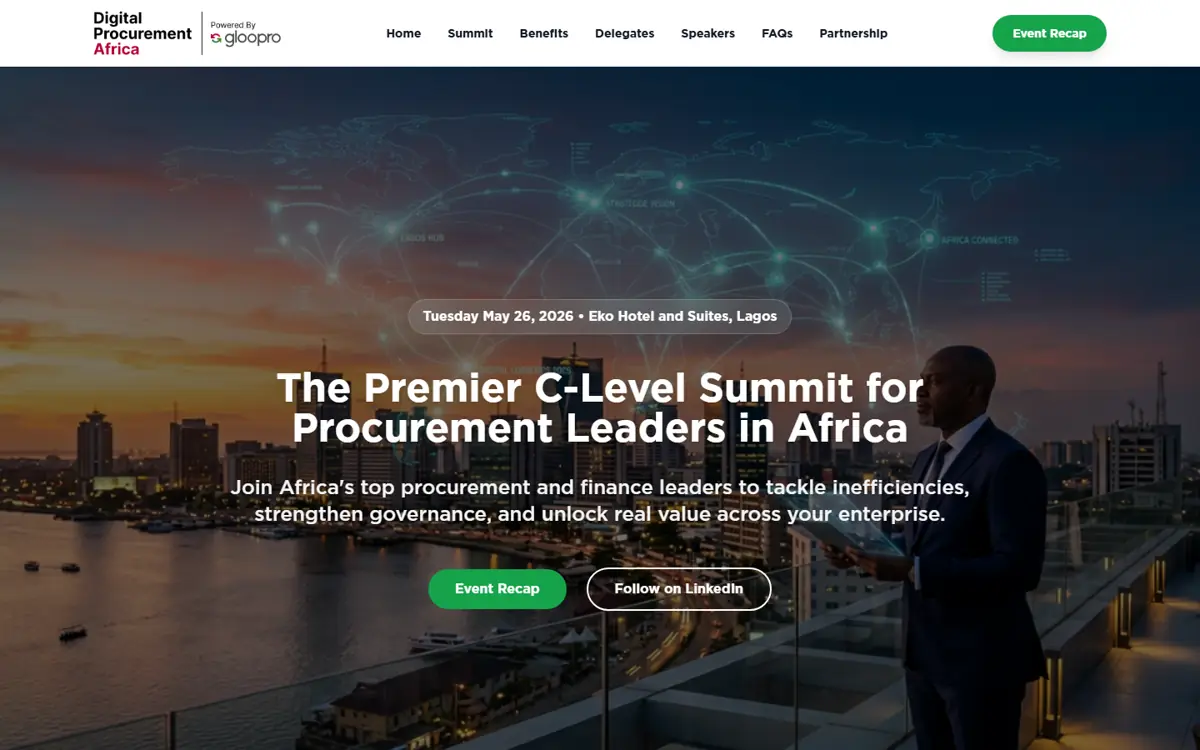 Digital
Procurement
Africa
Powered By
gloopro
Home
Summit
Benefits
Delegates
Speakers
FAQs
Partnership
Event Recap
LAGOS HUB
AFRICA CONNECTED
Tuesday May 26, 2026 • Eko Hotel and Suites, Lagos
The Premier C-Level Summit for
Procurement Leaders in Africa
Join Africa's top procurement and finance leaders to tackle inefficiencies,
strengthen governance, and unlock real value across your enterprise.
Event Recap
Follow on LinkedIn